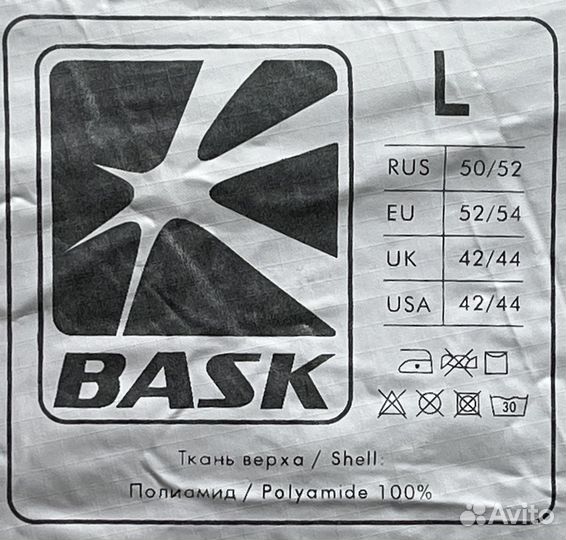 BASK
L
RUS 50/52
EU 52/54
UK 42/44
USA 42/44
30
Ткань верха / Shell:
Полиамид / Polyamide 100%
Avito